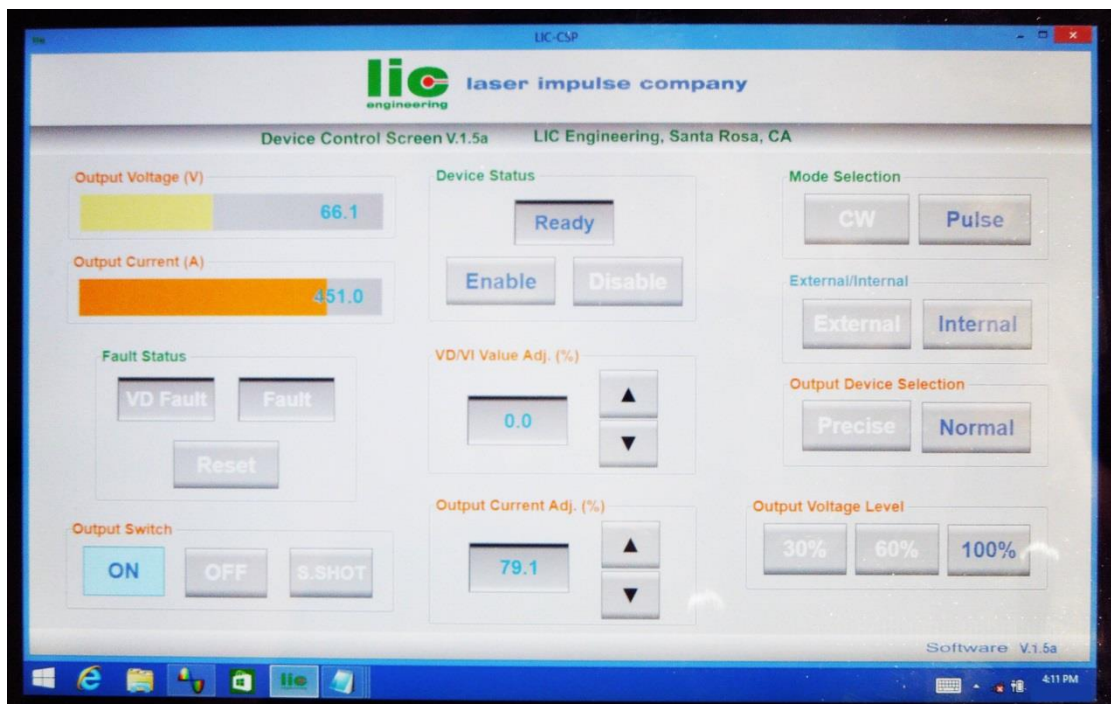 lic
LIC-CSP
lic
engineering
laser impulse company
Device Control Screen V.1.5a LIC Engineering, Santa Rosa, CA
Output Voltage (V)
66.1
Output Current (A)
451.0
Fault Status
VD Fault Fault
Reset
Output Switch
ON OFF S.SHOT
Device Status
Ready
Enable Disable
VD/VI Value Adj. (%)
0.0
▲
▼
Output Current Adj. (%)
79.1
▲
▼
Mode Selection
CW Pulse
External/Internal
External Internal
Output Device Selection
Precise Normal
Output Voltage Level
30% 60% 100%
Software V.1.5a
lic
4:11 PM